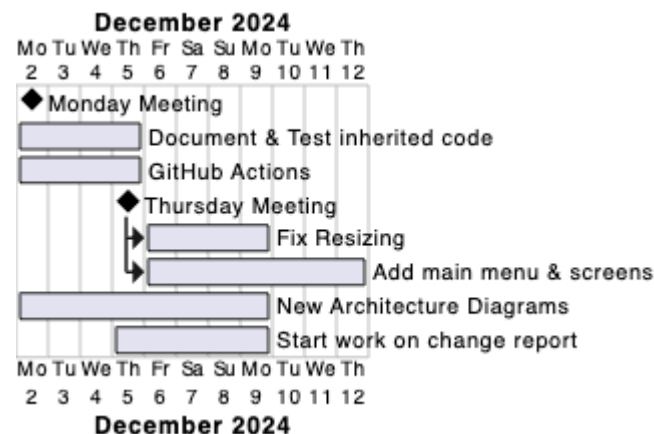 December 2024
Mo Tu We Th Fr Sa Su Mo Tu We Th
2 3 4 5 6 7 8 9 10 11 12
Monday Meeting
Document & Test inherited code
GitHub Actions
Thursday Meeting
Fix Resizing
Add main menu & screens
New Architecture Diagrams
Start work on change report
Mo Tu We Th Fr Sa Su Mo Tu We Th
2 3 4 5 6 7 8 9 10 11 12
December 2024